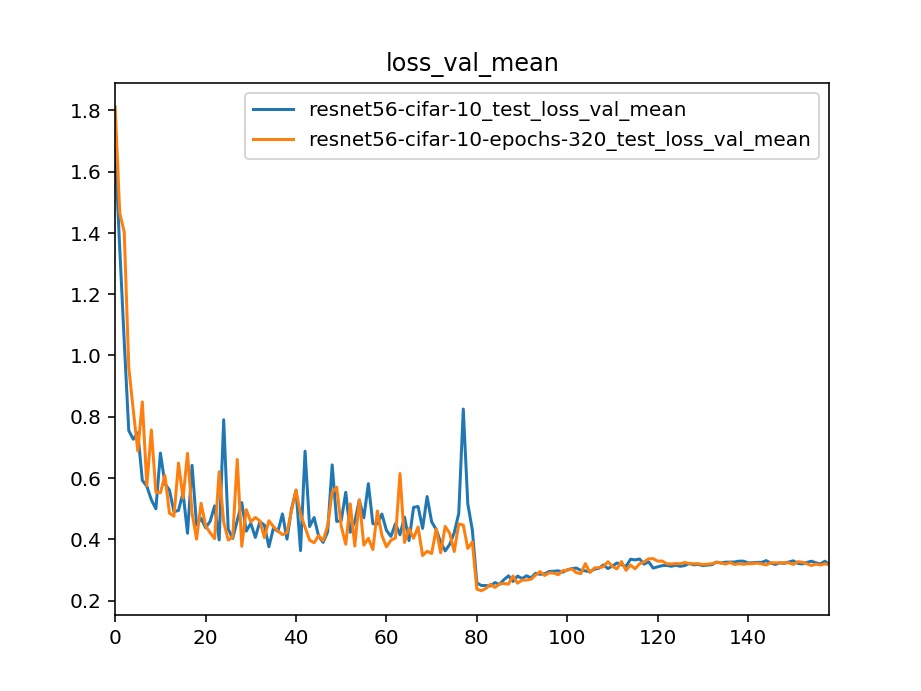 loss_val_mean
resnet56-cifar-10_test_loss_val_mean
resnet56-cifar-10-epochs-320_test_loss_val_mean
1.8
1.6
1.4
1.2
1.0
0.8
0.6
0.4
0.2
0 20 40 60 80 100 120 140